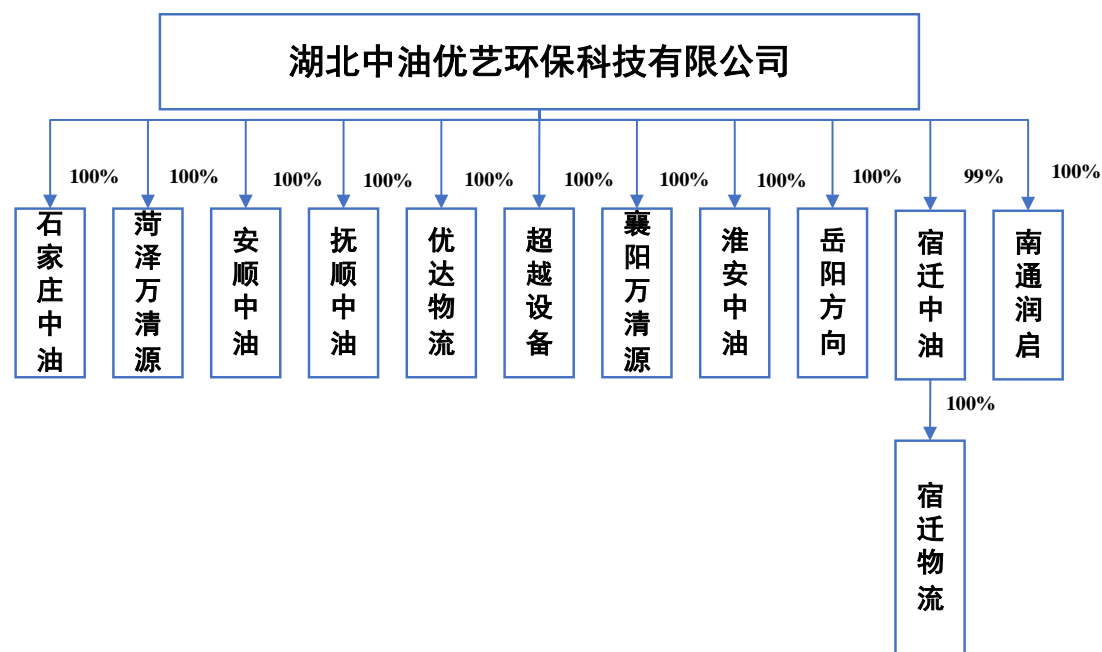 湖北中油优艺环保科技有限公司
100%
100%
100%
100%
100%
100%
100%
100%
100%
99%
100%
石家庄中油
菏泽万清源
安顺中油
抚顺中油
优达物流
超越设备
襄阳万清源
淮安中油
岳阳方向
宿迁中油
南通润启
100%
宿迁物流